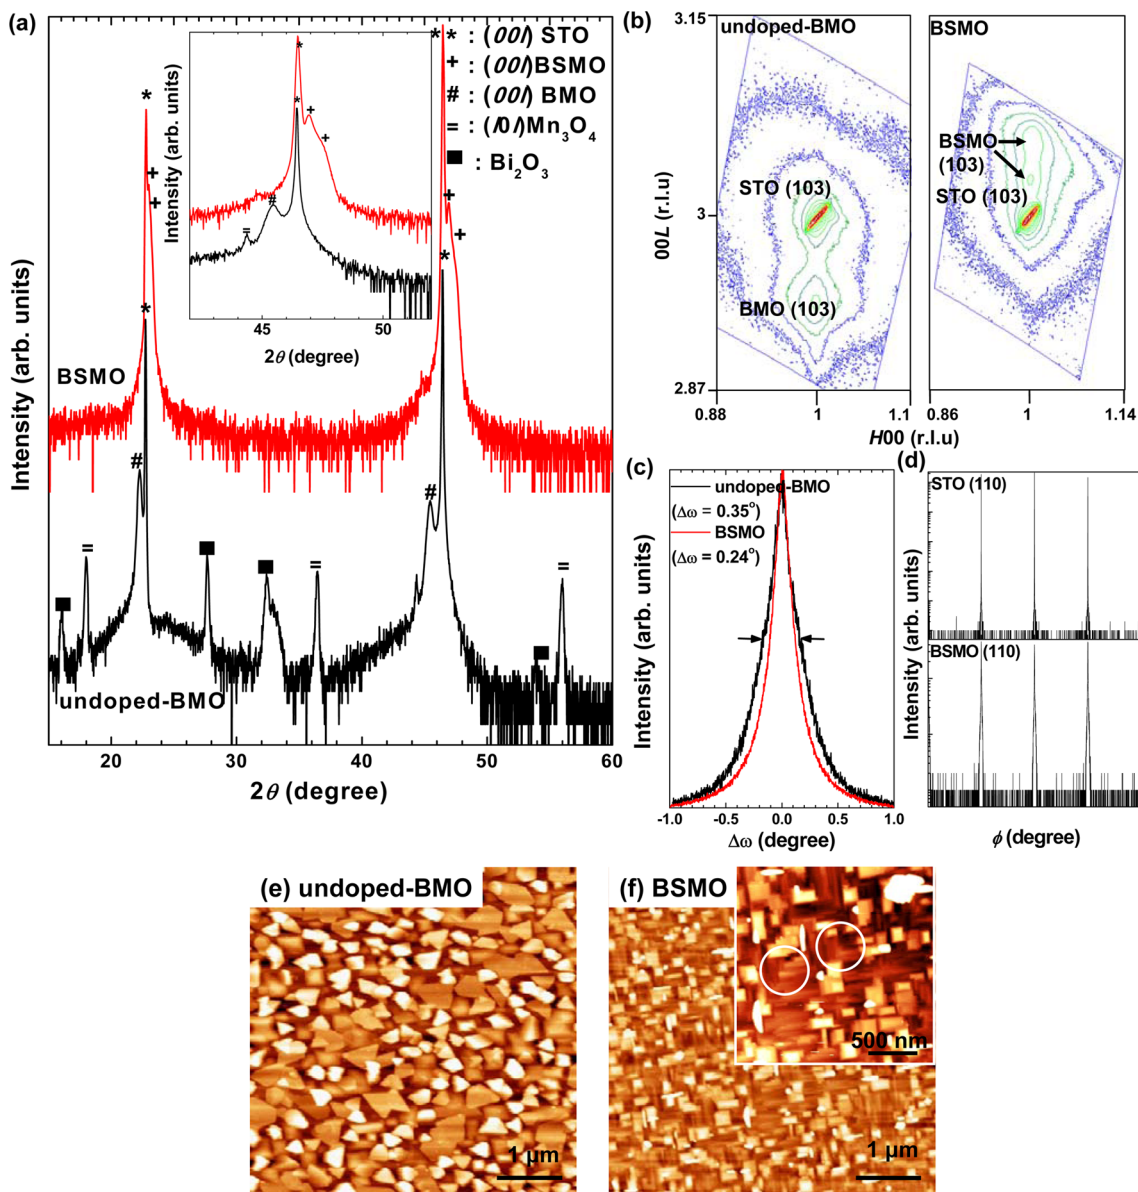 (a)
Intensity (arb. units)
2θ (degree)
20
30
40
50
60
* : (00l) STO
+ : (00l)BSMO
# : (00l) BMO
= : (l0l)Mn₃O₄
■ : Bi₂O₃
BSMO
undoped-BMO
*
+
+
*
*
+
+
*
#
#
=
=
=
■
■
■
■
Intensity (arb. units)
45
50
2θ (degree)
*
*
+
+
#
=
(b)
3.15
3
2.87
00L (r.l.u)
undoped-BMO
STO (103)
BMO (103)
0.88
1
1.1
BSMO
BSMO
(103)
STO (103)
0.86
1
1.14
H00 (r.l.u)
(c)
Intensity (arb. units)
undoped-BMO
(Δω = 0.35°)
BSMO
(Δω = 0.24°)
-1.0
-0.5
0.0
0.5
1.0
Δω (degree)
(d)
Intensity (arb. units)
STO (110)
BSMO (110)
ϕ (degree)
(e) undoped-BMO
1 μm
(f) BSMO
500 nm
1 μm